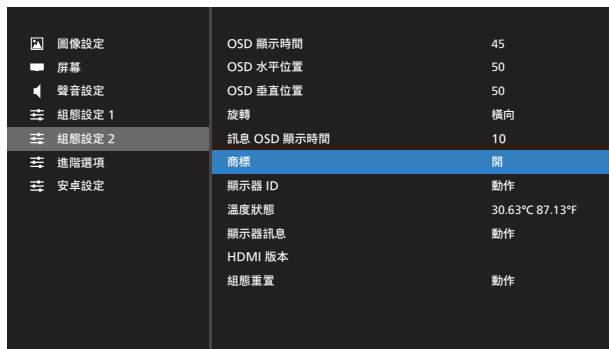 圖像設定
屏幕
聲音設定
組態設定 1
組態設定 2
進階選項
安卓設定
OSD 顯示時間 45
OSD 水平位置 50
OSD 垂直位置 50
旋轉 橫向
訊息 OSD 顯示時間 10
商標 開
顯示器 ID 動作
溫度狀態 30.63°C 87.13°F
顯示器訊息 動作
HDMI 版本
組態重置 動作